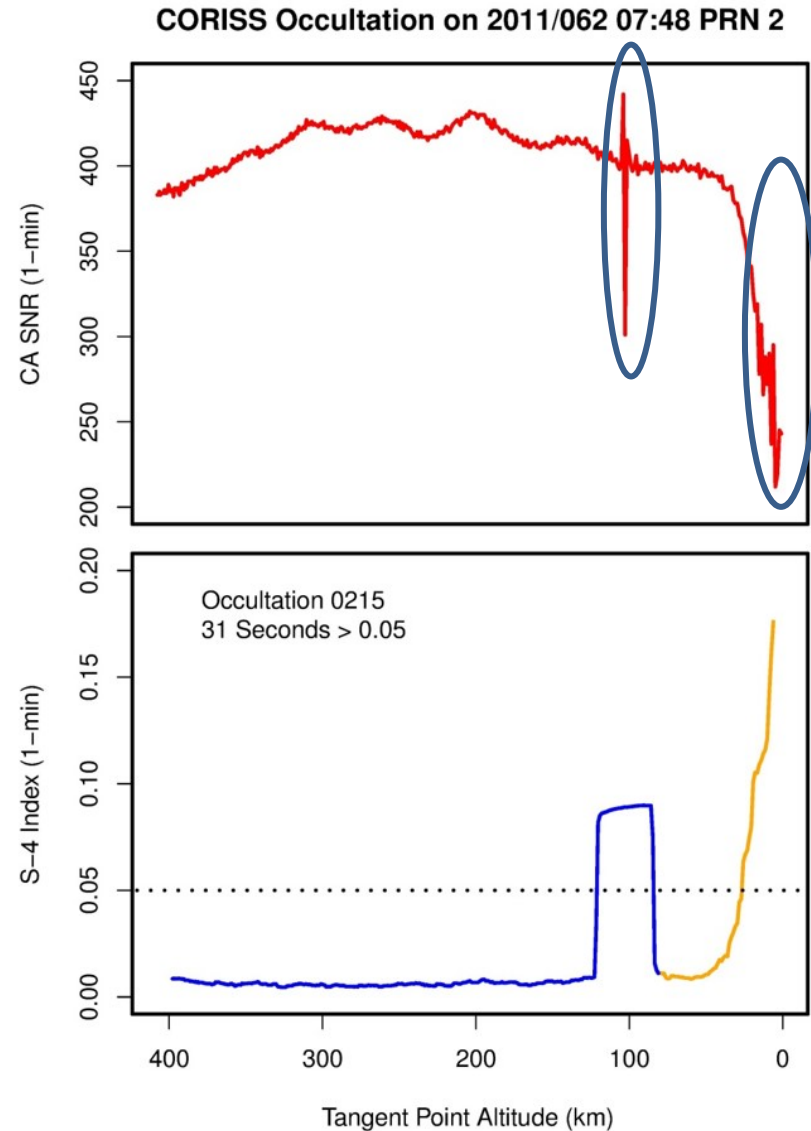 CORISS Occultation on 2011/062 07:48 PRN 2
CA SNR (1−min)
450
400
350
300
250
200
S−4 Index (1−min)
0.20
0.15
0.10
0.05
0.00
Occultation 0215
31 Seconds > 0.05
400 300 200 100 0
Tangent Point Altitude (km)